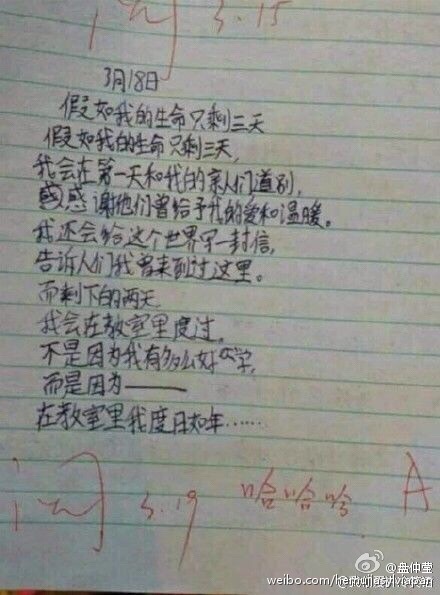 阅 3.15
3月18日
假如我的生命只剩三天
假如我的生命只剩三天,
我会在第一天和我的亲人们道别,
感谢他们曾给予我的爱和温暖。
我还会给这个世界写一封信,
告诉人们我曾来到过这里。
而剩下的两天
我会在教室里度过,
不是因为我有多么好学,
而是因为——
在教室里我度日如年……
阅 3.19 哈哈哈 A
@盘仲莹